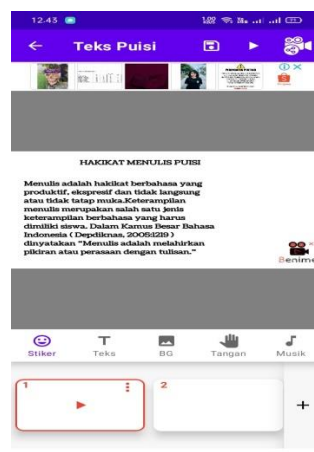 12.43
Teks Puisi
HAKIKAT MENULIS PUISI
Menulis adalah hakikat berbahasa yang
produktif, ekspresif dan tidak langsung
atau tidak tatap muka.Keterampilan
menulis merupakan salah satu jenis
keterampilan berbahasa yang harus
dimiliki siswa. Dalam Kamus Besar Bahasa
Indonesia ( Depdiknas, 2005:1219 )
dinyatakan “Menulis adalah melahirkan
pikiran atau perasaan dengan tulisan.”
Benime
Stiker Teks BG Tangan Musik
1 2 +